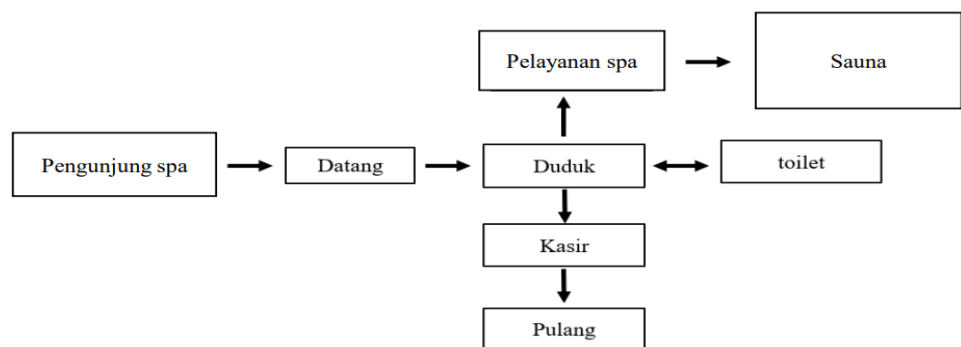 Pelayanan spa
Sauna
Pengunjung spa
Datang
Duduk
toilet
Kasir
Pulang